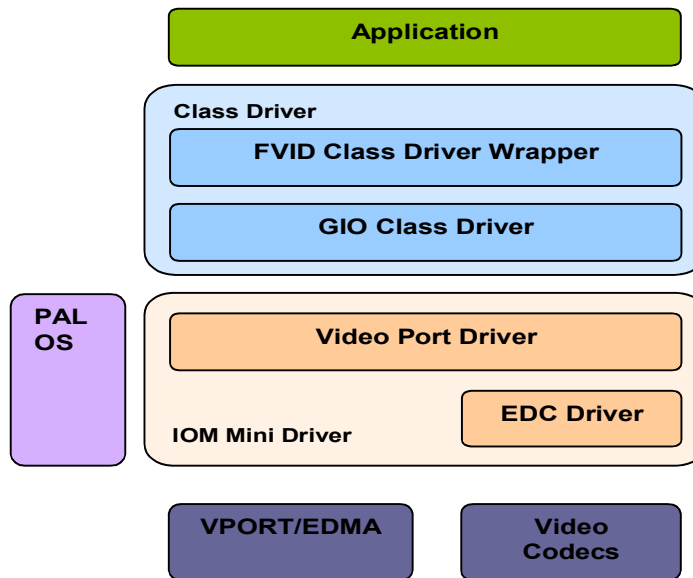 Application
Class Driver
FVID Class Driver Wrapper
GIO Class Driver
PAL
OS
Video Port Driver
EDC Driver
IOM Mini Driver
VPORT/EDMA
Video
Codecs